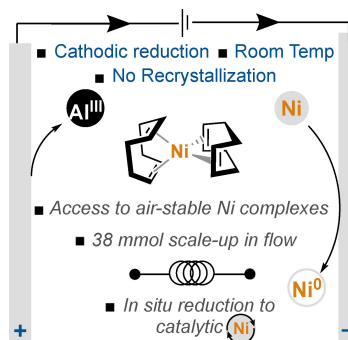 ■ Cathodic reduction ■ Room Temp
■ No Recrystallization
Al^III
Ni
Ni
■ Access to air-stable Ni complexes
■ 38 mmol scale-up in flow
Ni^0
■ In situ reduction to
catalytic Ni
+ −